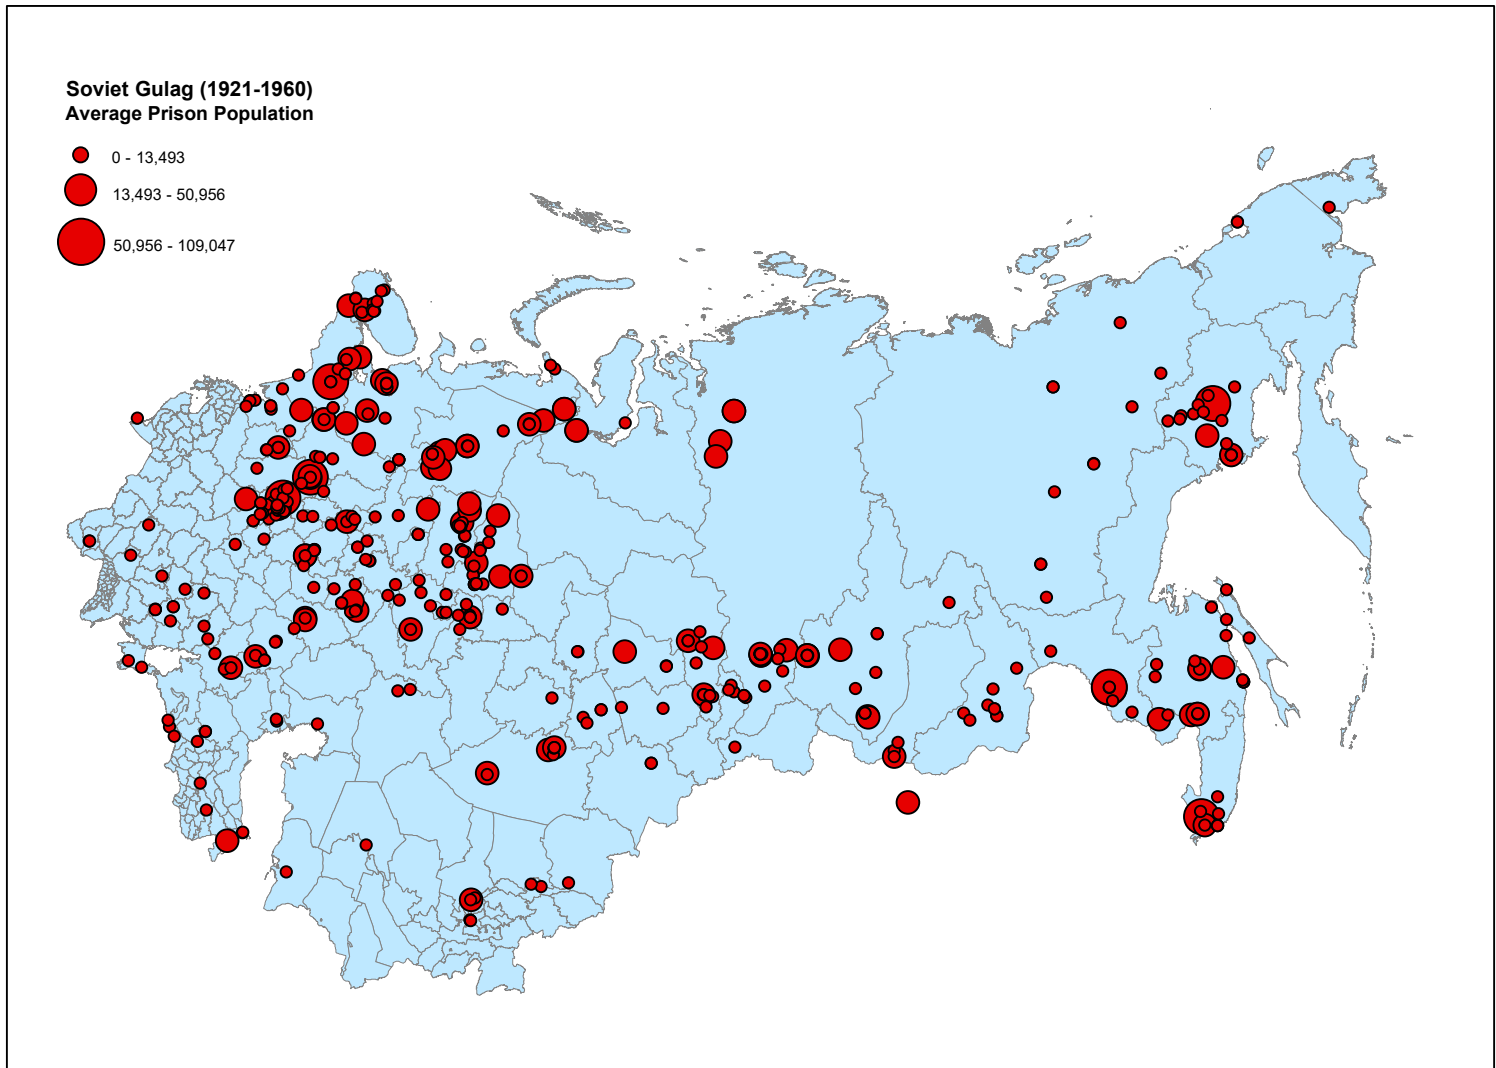 Soviet Gulag (1921-1960)
Average Prison Population
0 - 13,493
13,493 - 50,956
50,956 - 109,047